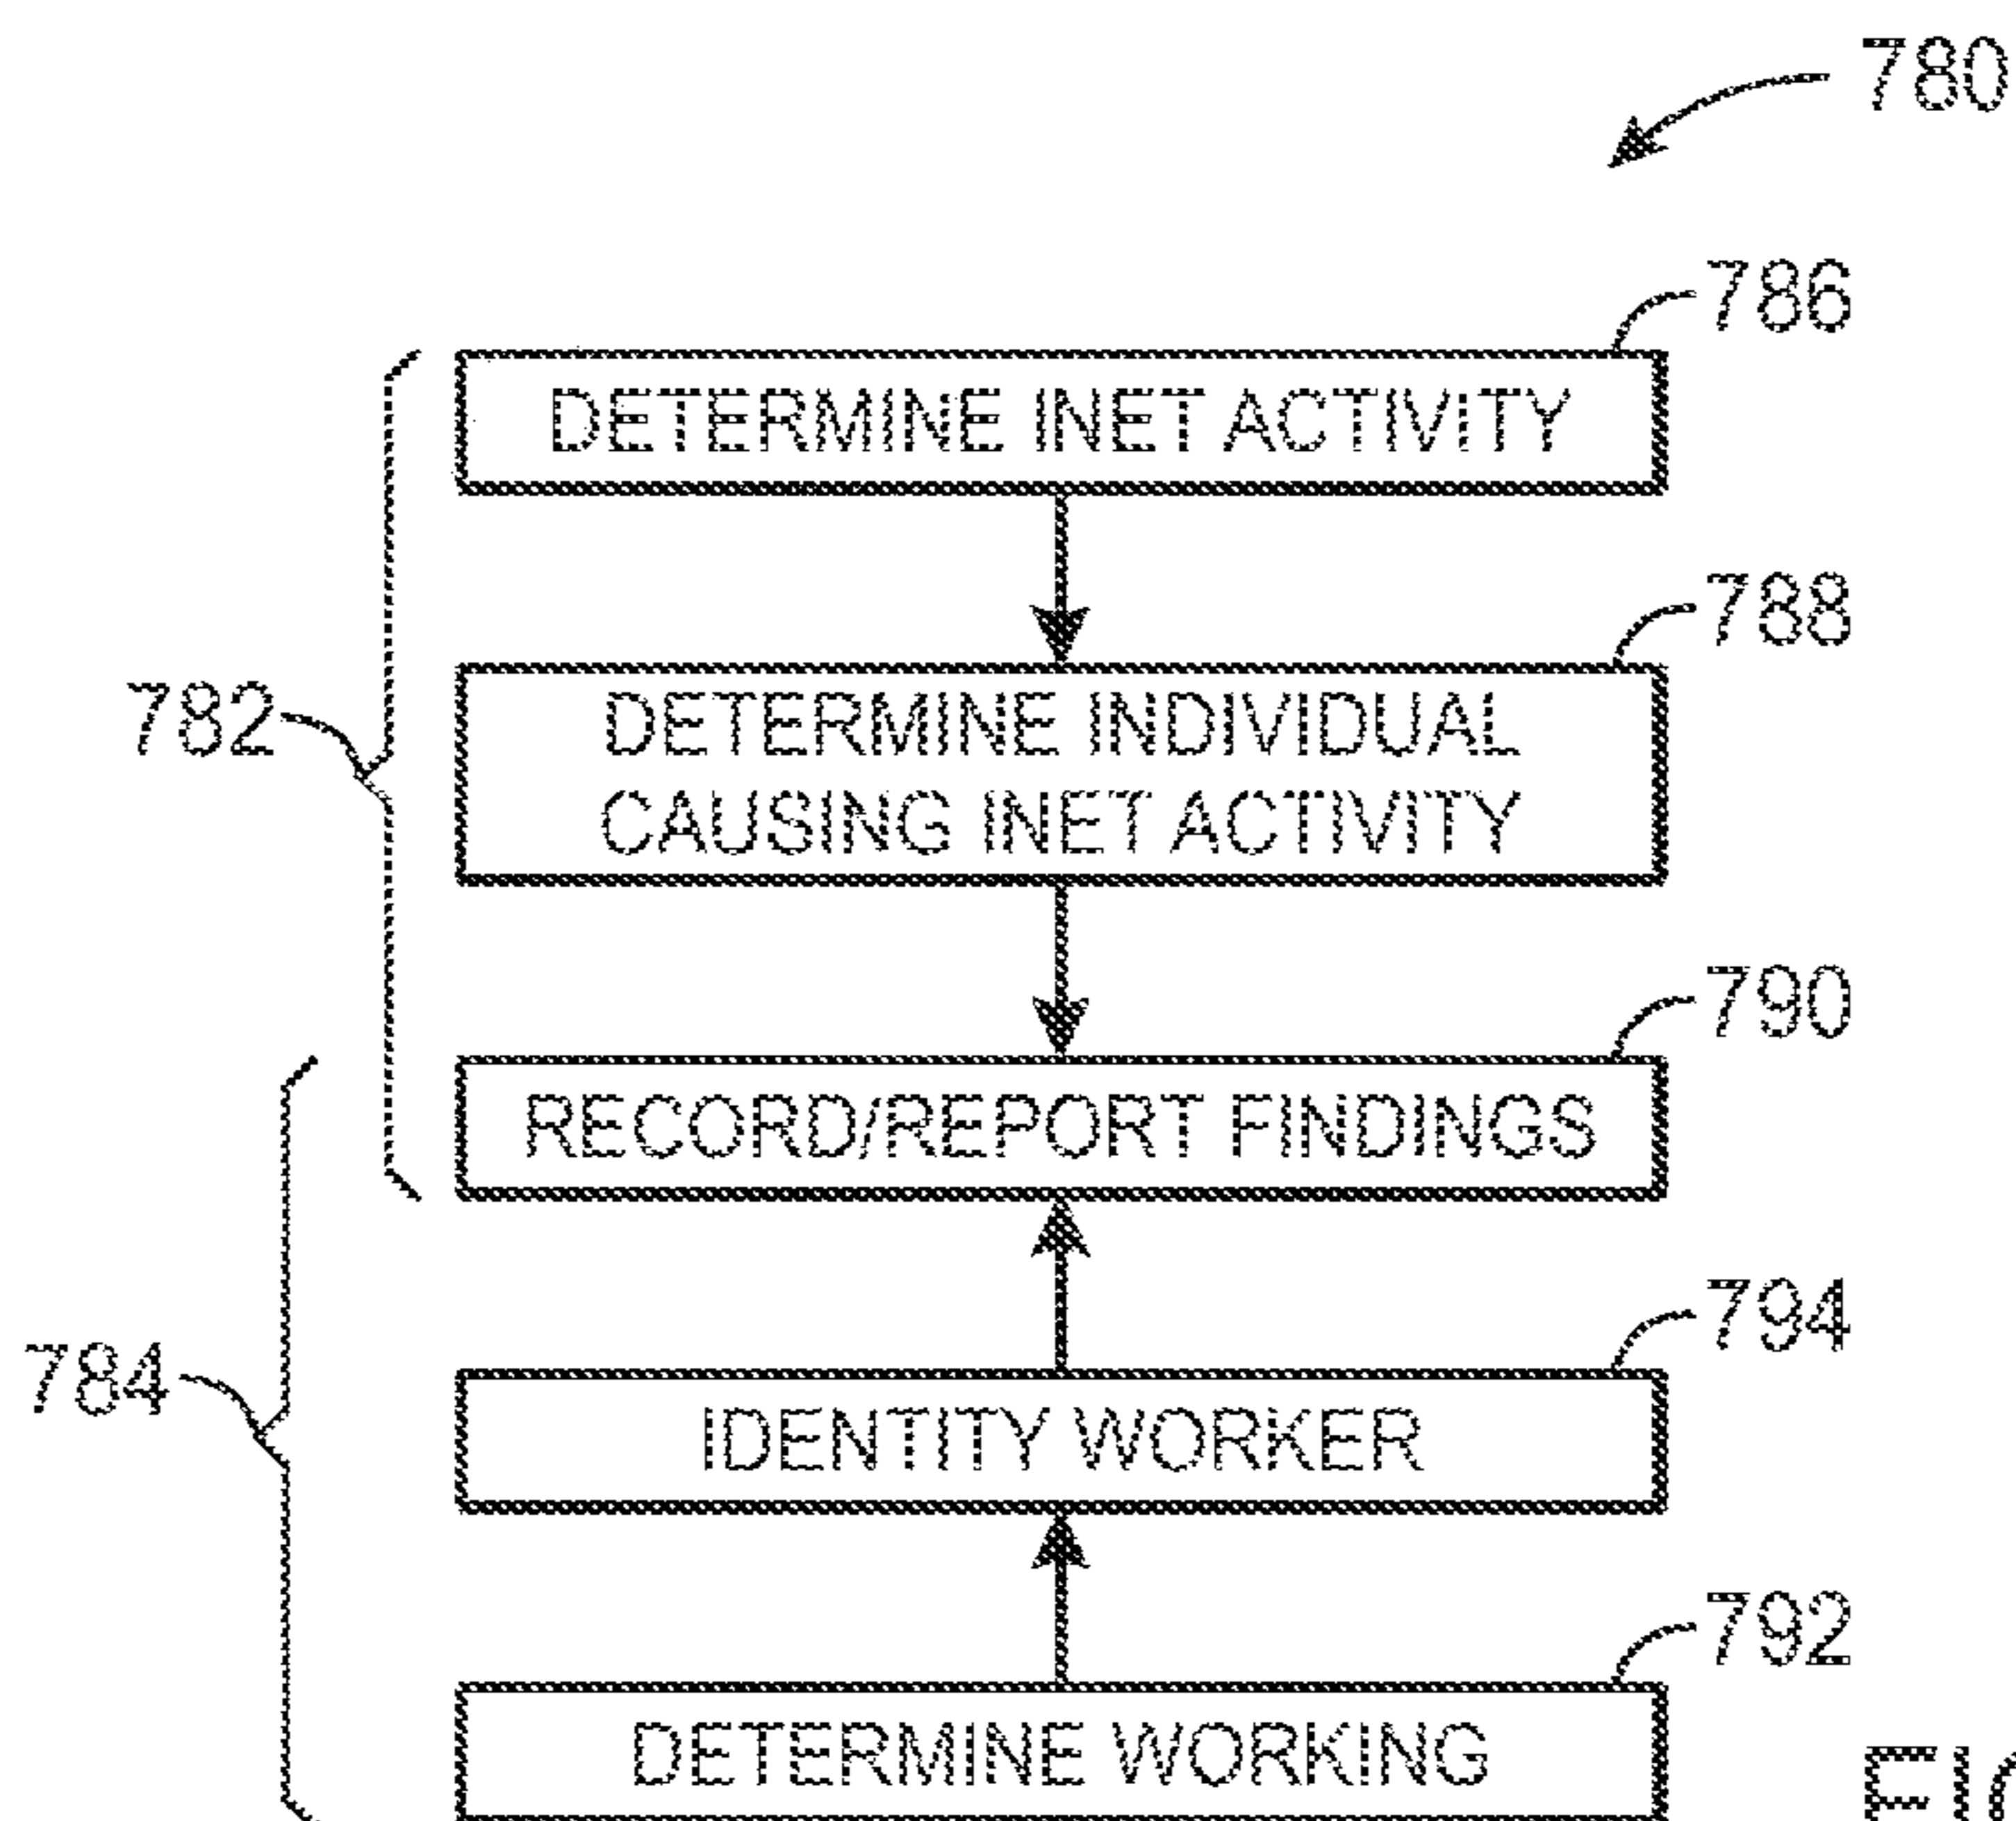 780
786
DETERMINE INET ACTIVITY
788
782
DETERMINE INDIVIDUAL
CAUSING INET ACTIVITY
790
RECORD/REPORT FINDINGS
794
784
IDENTITY WORKER
792
DETERMINE WORKING